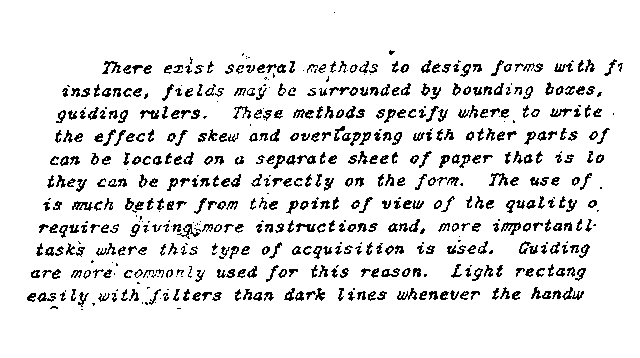 There exist several methods to design forms with fi
instance, fields may be surrounded by bounding boxes,
guiding rulers. These methods specify where to write
the effect of skew and overlapping with other parts of
can be located on a separate sheet of paper that is lo
they can be printed directly on the form. The use of
is much better from the point of view of the quality o
requires giving more instructions and, more importantl
tasks where this type of acquisition is used. Guiding
are more commonly used for this reason. Light rectang
easily with filters than dark lines whenever the handw